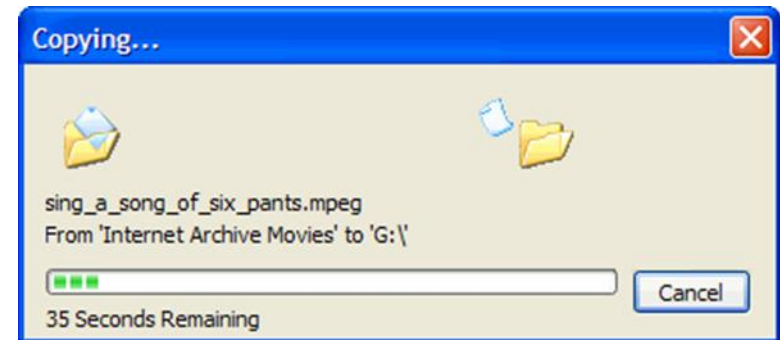 Copying...
sing_a_song_of_six_pants.mpeg
From 'Internet Archive Movies' to 'G:\'
Cancel
35 Seconds Remaining